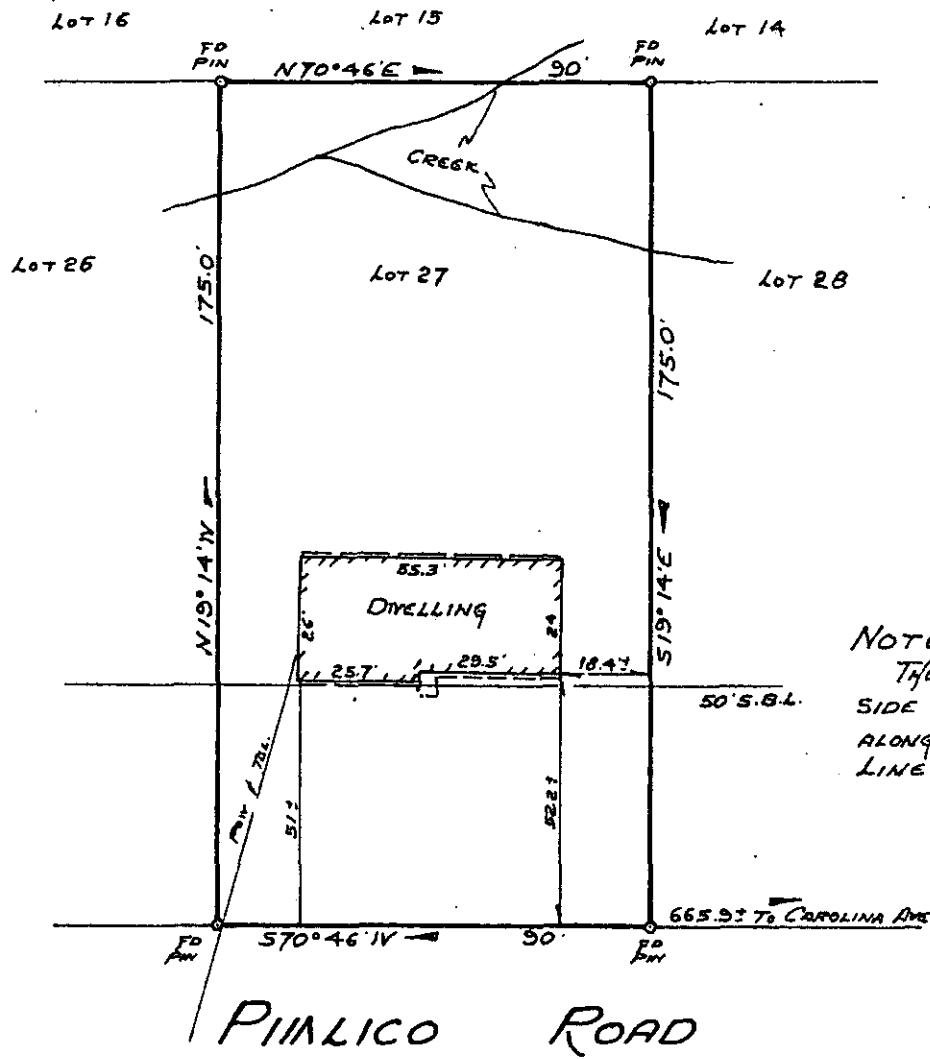 LOT 16
LOT 15
LOT 14
FD
PIN
N70°46'E
90'
FD
PIN
CREEK
LOT 26
LOT 27
LOT 28
175.0'
175.0'
N19°14'W
S19°14'E
55.3'
DWELLING
26'
24
25.7'
29.5'
18.4±
50' S.B.L.
NOTE
SIDE
ALONG
LINE
TEL.
51±
52.2±
665.9± TO CAROLINA AVE
FD
PIN
S70°46'W
90'
FD
PIN
PIMLICO ROAD